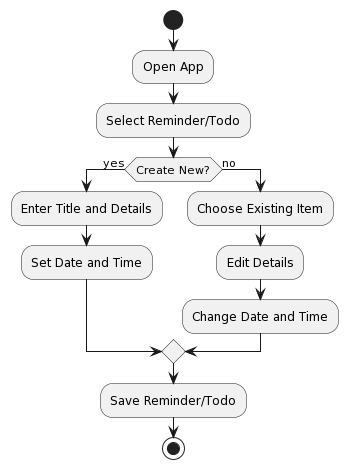 Open App
Select Reminder/Todo
yes
Create New?
no
Enter Title and Details
Choose Existing Item
Set Date and Time
Edit Details
Change Date and Time
Save Reminder/Todo